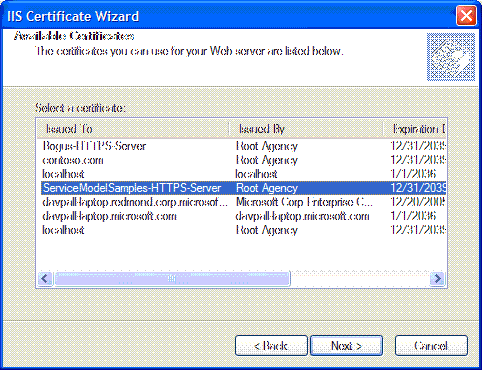 IIS Certificate Wizard
Available Certificates
The certificates you can use for your Web server are listed below.
Select a certificate:
Issued To Issued By Expiration D
Bogus-HTTPS-Server Root Agency 12/31/2039
contoso.com Root Agency 12/31/2039
localhost localhost 1/1/2036
ServiceModelSamples-HTTPS-Server Root Agency 12/31/2039
davpall-laptop.redmond.corp.microsof... Microsoft Corp Enterprise C... 12/20/2005
davpall-laptop.microsoft.com davpall-laptop.microsoft.com 1/1/2036
localhost Root Agency 12/31/2039
< Back Next > Cancel